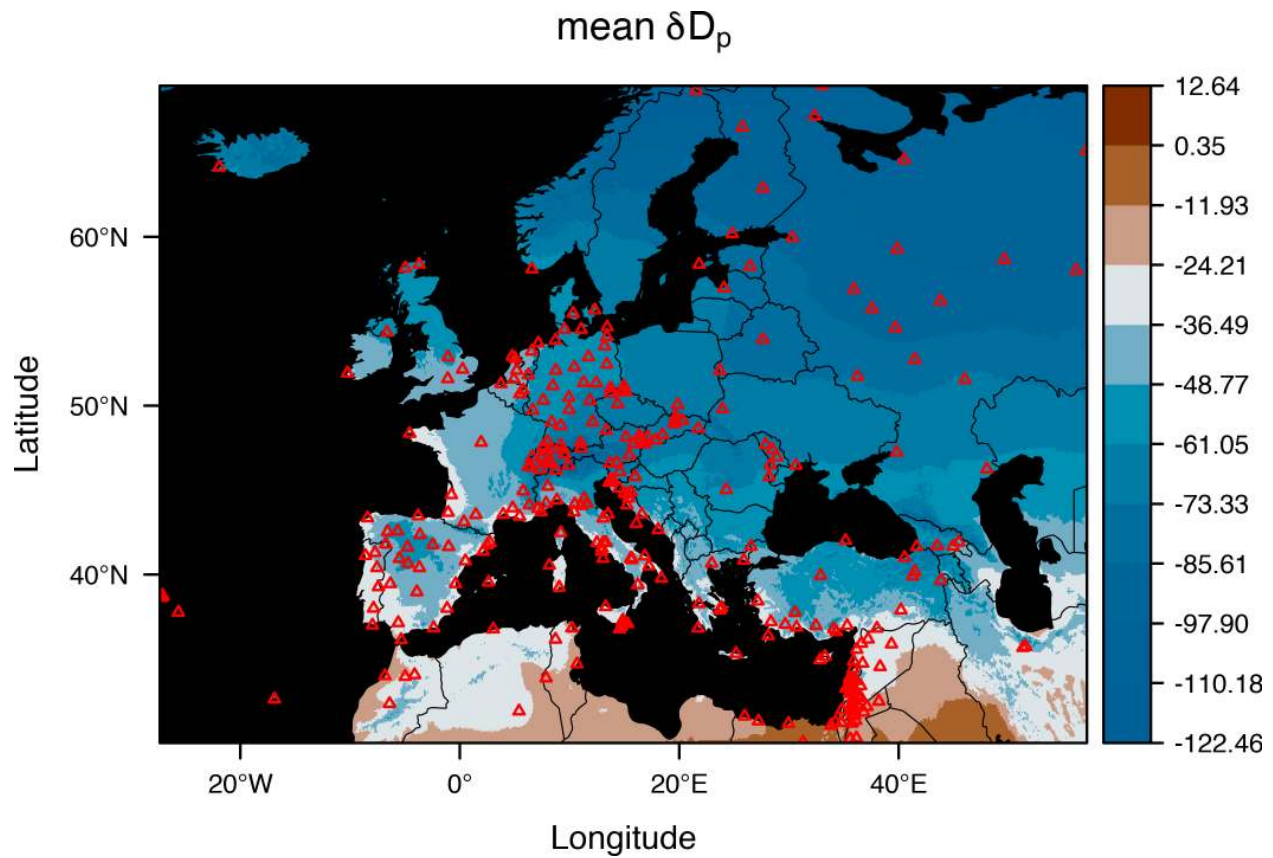 mean δDp
60°N
50°N
40°N
Latitude
20°W 0° 20°E 40°E
Longitude
12.64
0.35
-11.93
-24.21
-36.49
-48.77
-61.05
-73.33
-85.61
-97.90
-110.18
-122.46